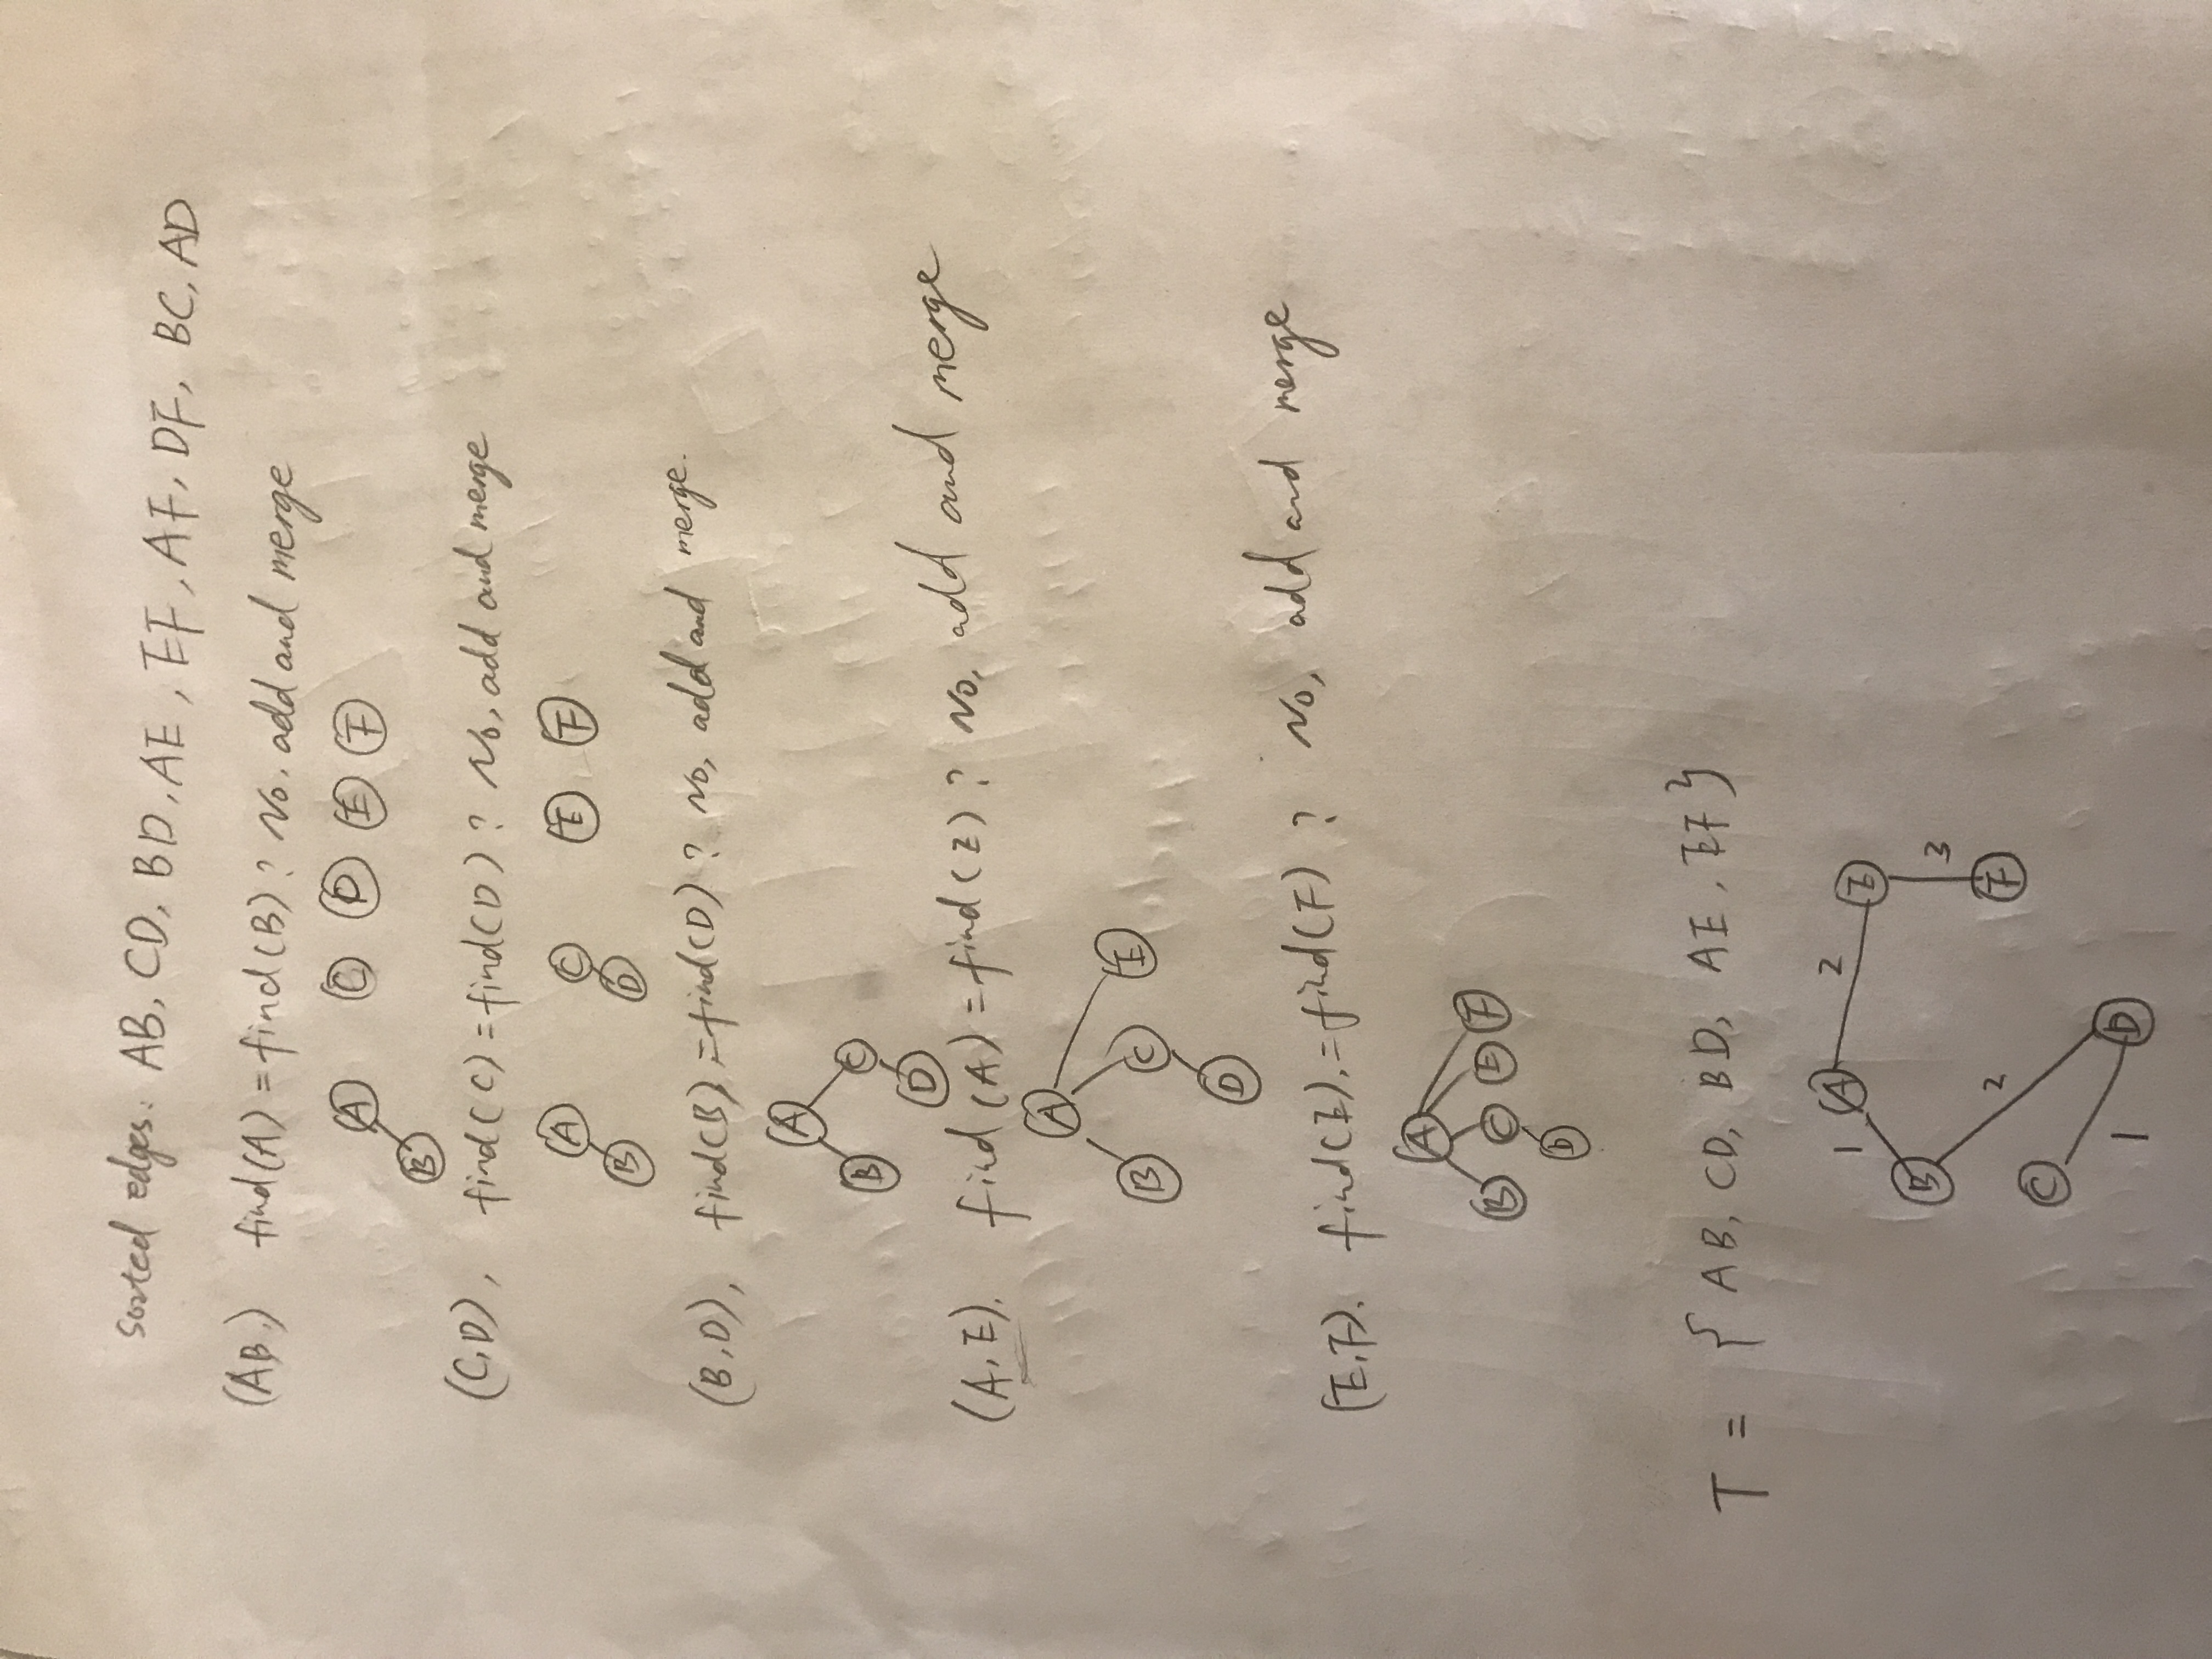 Sorted edges: AB, CD, BD, AE, EF, AF, DF, BC, AD
(AB,) find(A) = find(B)? No. add and merge
A C D E F
B
(C,D), find(C) = find(D)? No, add and merge
A C E F
B D
(B,D), find(B) = find(D)? No, add and merge.
A
B C
D
(A,E). find(A) = find(E)? No, add and merge
A
B C E
D
(E,F). find(E), = find(F)? No, add and merge
A
B C E F
D
T = { AB, CD, BD, AE, EF }
1 A 2 E
B 3
2 F
C
1 D